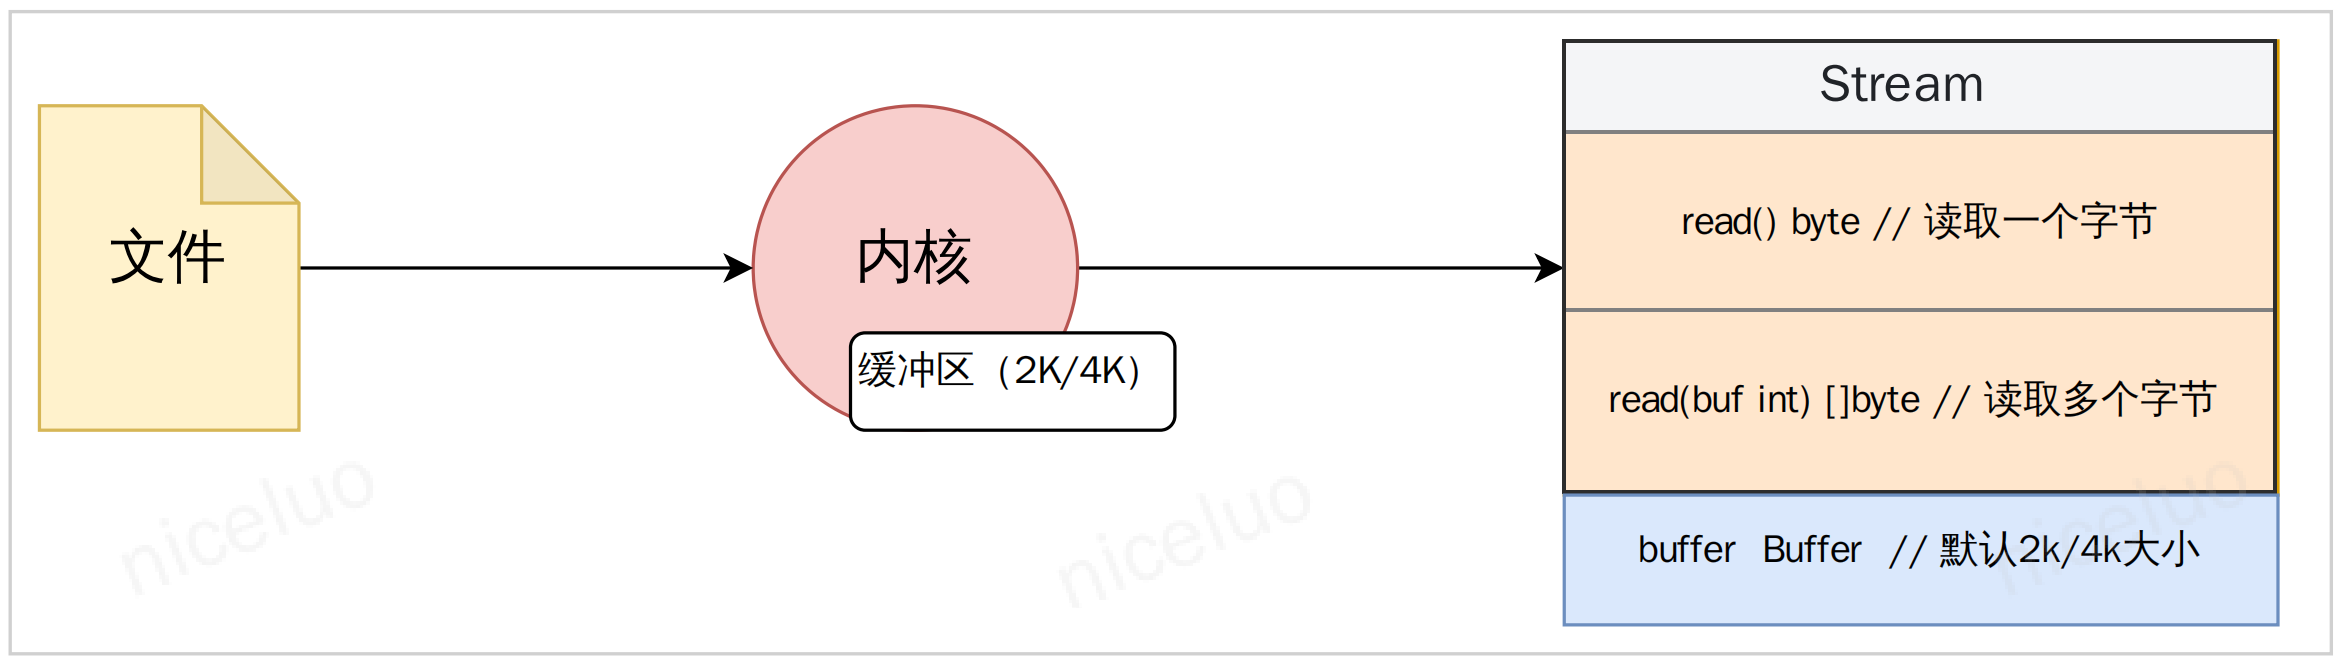 文件
内核
缓冲区（2K/4K）
Stream
read() byte // 读取一个字节
read(buf int) []byte // 读取多个字节
buffer Buffer // 默认2k/4k大小
niceluo
niceluo
niceluo